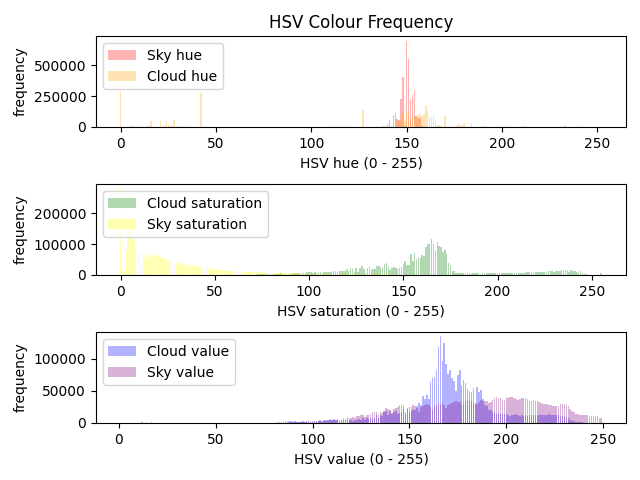 HSV Colour Frequency
500000
250000
0
frequency
Sky hue
Cloud hue
0 50 100 150 200 250
HSV hue (0 - 255)
200000
100000
0
frequency
Cloud saturation
Sky saturation
0 50 100 150 200 250
HSV saturation (0 - 255)
100000
50000
0
frequency
Cloud value
Sky value
0 50 100 150 200 250
HSV value (0 - 255)